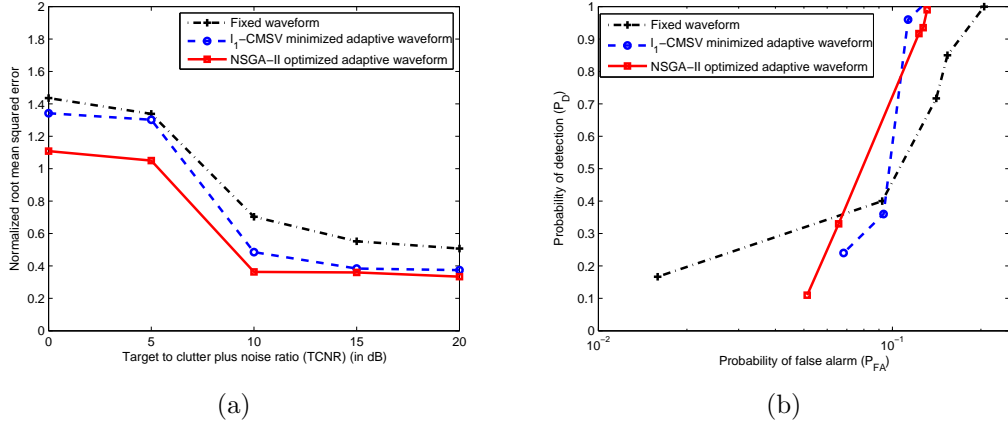 2
1.8
1.6
1.4
1.2
1
0.8
0.6
0.4
0.2
0
Normalized root mean squared error
Fixed waveform
l1−CMSV minimized adaptive waveform
NSGA−II optimized adaptive waveform
0 5 10 15 20
Target to clutter plus noise ratio (TCNR) (in dB)
(a)
1
0.9
0.8
0.7
0.6
0.5
0.4
0.3
0.2
0.1
0
Probability of detection (PD)
Fixed waveform
l1−CMSV minimized adaptive waveform
NSGA−II optimized adaptive waveform
10−2 10−1
Probability of false alarm (PFA)
(b)